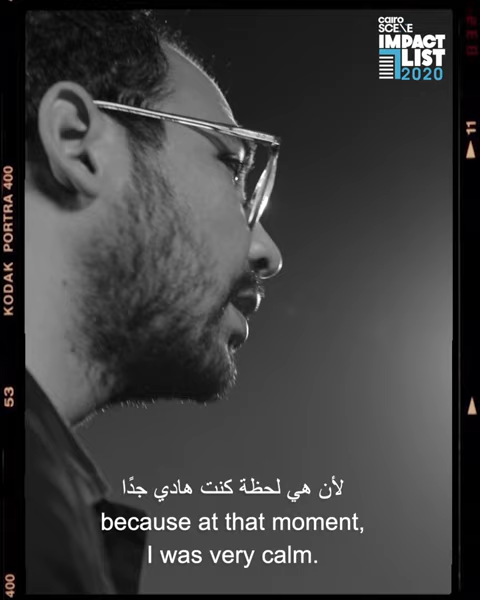 cairo
SCENE
IMPACT
LIST
2020
11
KODAK PORTRA 400
53
400
لأن هي لحظة كنت هادي جدًا
because at that moment,
I was very calm.